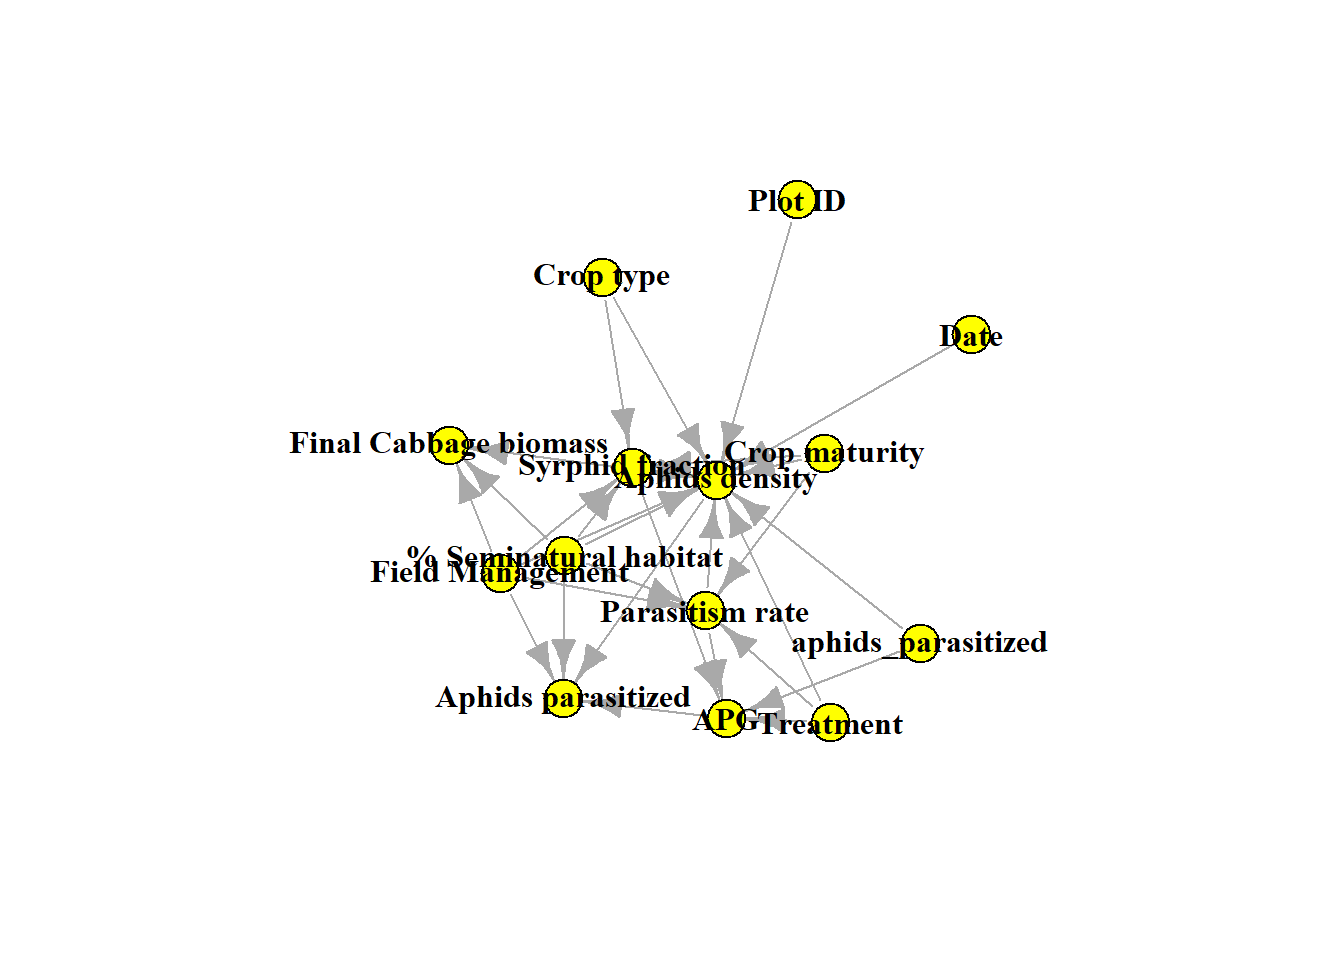 Plot ID
Crop type
Date
Final Cabbage biomass
Crop maturity
Syrphid fraction
Aphids density
% Seminatural habitat
Field Management
Parasitism rate
aphids_parasitized
Aphids parasitized
APG
Treatment